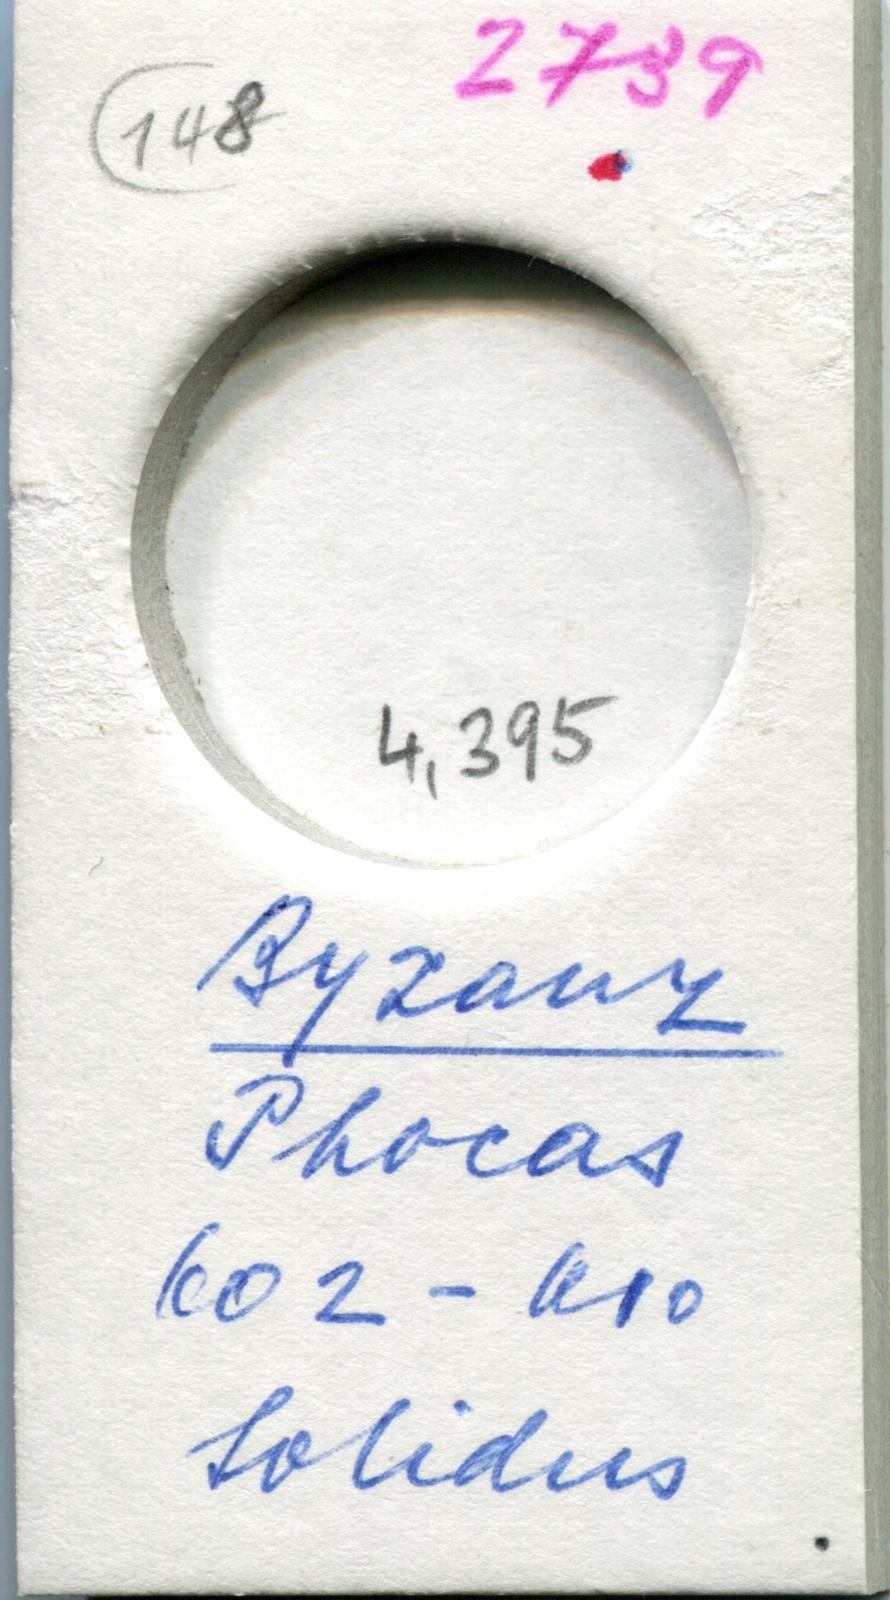 2739
148
4,395
Byzanz
Phocas
602 - 610
Solidus